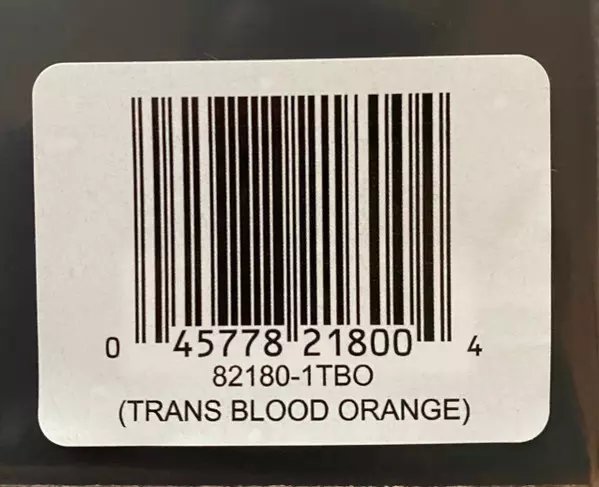 0 45778 21800 4
82180-1TBO
(TRANS BLOOD ORANGE)